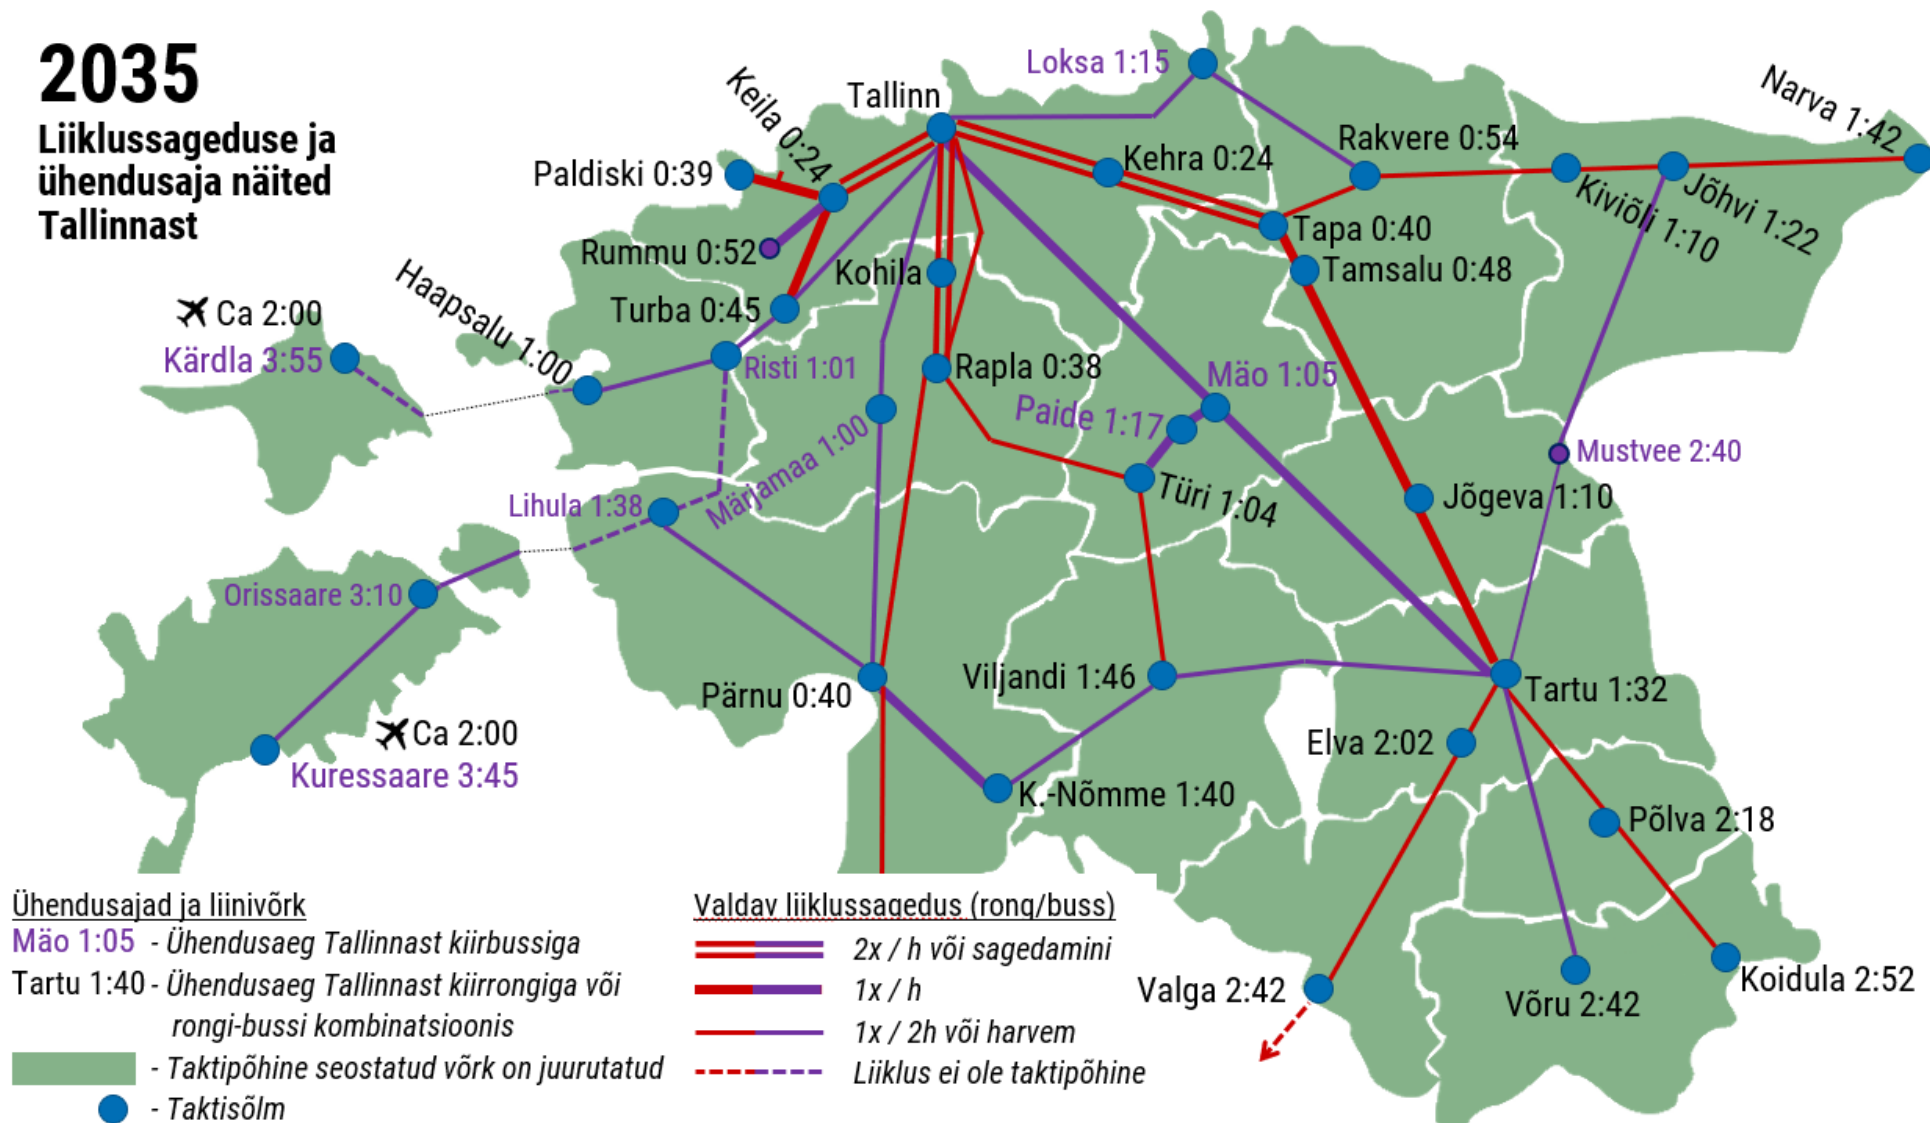 2035
Liiklussageduse ja
ühendusaja näited
Tallinnast
Loksa 1:15
Tallinn
Keila 0:24
Narva 1:42
Rakvere 0:54
Kehra 0:24
Paldiski 0:39
Kiviõli 1:10
Jõhvi 1:22
Tapa 0:40
Rummu 0:52
Kohila
Tamsalu 0:48
Haapsalu 1:00
Turba 0:45
Ca 2:00
Kärdla 3:55
Risti 1:01
Rapla 0:38
Mäo 1:05
Paide 1:17
Märjamaa 1:00
Mustvee 2:40
Lihula 1:38
Türi 1:04
Jõgeva 1:10
Orissaare 3:10
Viljandi 1:46
Pärnu 0:40
Tartu 1:32
Ca 2:00
Kuressaare 3:45
Elva 2:02
K.-Nõmme 1:40
Põlva 2:18
Valga 2:42
Võru 2:42
Koidula 2:52
Ühendusajad ja liinivõrk
Mäo 1:05 - Ühendusaeg Tallinnast kiirbussiga
Tartu 1:40 - Ühendusaeg Tallinnast kiirrongiga või
rongi-bussi kombinatsioonis
- Taktipõhine seostatud võrk on juurutatud
- Taktisõlm
Valdav liiklussagedus (rong/buss)
2x / h või sagedamini
1x / h
1x / 2h või harvem
Liiklus ei ole taktipõhine